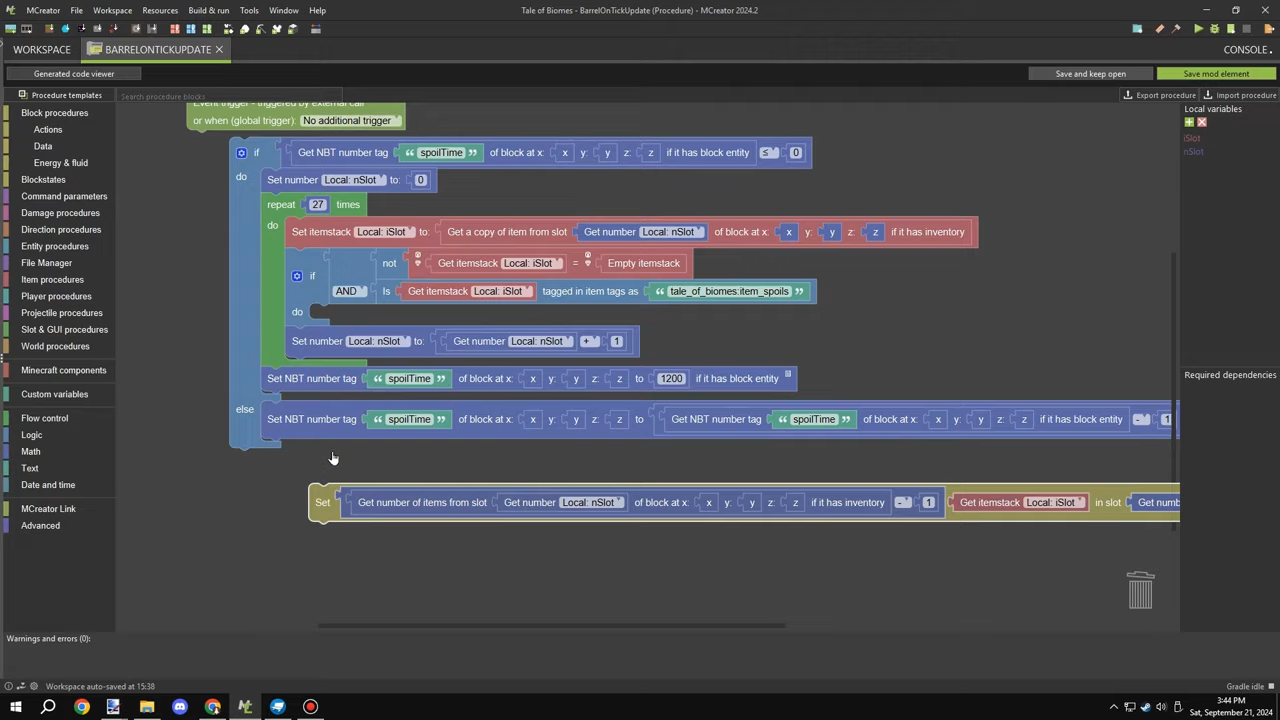 MCreator File Workspace Resources Build & run Tools Window Help
Tale of Biomes - BarrelOnTickUpdate (Procedure) - MCreator 2024.2
WORKSPACE
BARRELONTICKUPDATE
CONSOLE
Generated code viewer
Save and keep open
Save mod element
Procedure templates
Search procedure blocks
Export procedure
Import procedure
Block procedures
Actions
Data
Energy & fluid
Blockstates
Command parameters
Damage procedures
Direction procedures
Entity procedures
File Manager
Item procedures
Player procedures
Projectile procedures
Slot & GUI procedures
World procedures
Minecraft components
Custom variables
Flow control
Logic
Math
Text
Date and time
MCreator Link
Advanced
Event trigger - triggered by external call
or when (global trigger): No additional trigger
if Get NBT number tag “ spoilTime ” of block at x: x y: y z: z if it has block entity ≤ 0
do Set number Local: nSlot to: 0
repeat 27 times
do Set itemstack Local: iSlot to: Get a copy of item from slot Get number Local: nSlot of block at x: x y: y z: z if it has inventory
not Get itemstack Local: iSlot = Empty itemstack
if
AND Is Get itemstack Local: iSlot tagged in item tags as “ tale_of_biomes:item_spoils ”
do
Set number Local: nSlot to: Get number Local: nSlot + 1
Set NBT number tag “ spoilTime ” of block at x: x y: y z: z to 1200 if it has block entity
else Set NBT number tag “ spoilTime ” of block at x: x y: y z: z to Get NBT number tag “ spoilTime ” of block at x: x y: y z: z if it has block entity - 1
Set Get number of items from slot Get number Local: nSlot of block at x: x y: y z: z if it has inventory - 1 Get itemstack Local: iSlot in slot Get numb
Local variables
iSlot
nSlot
Required dependencies
Warnings and errors (0):
Workspace auto-saved at 15:38
Gradle idle
3:44 PM
Sat, September 21, 2024